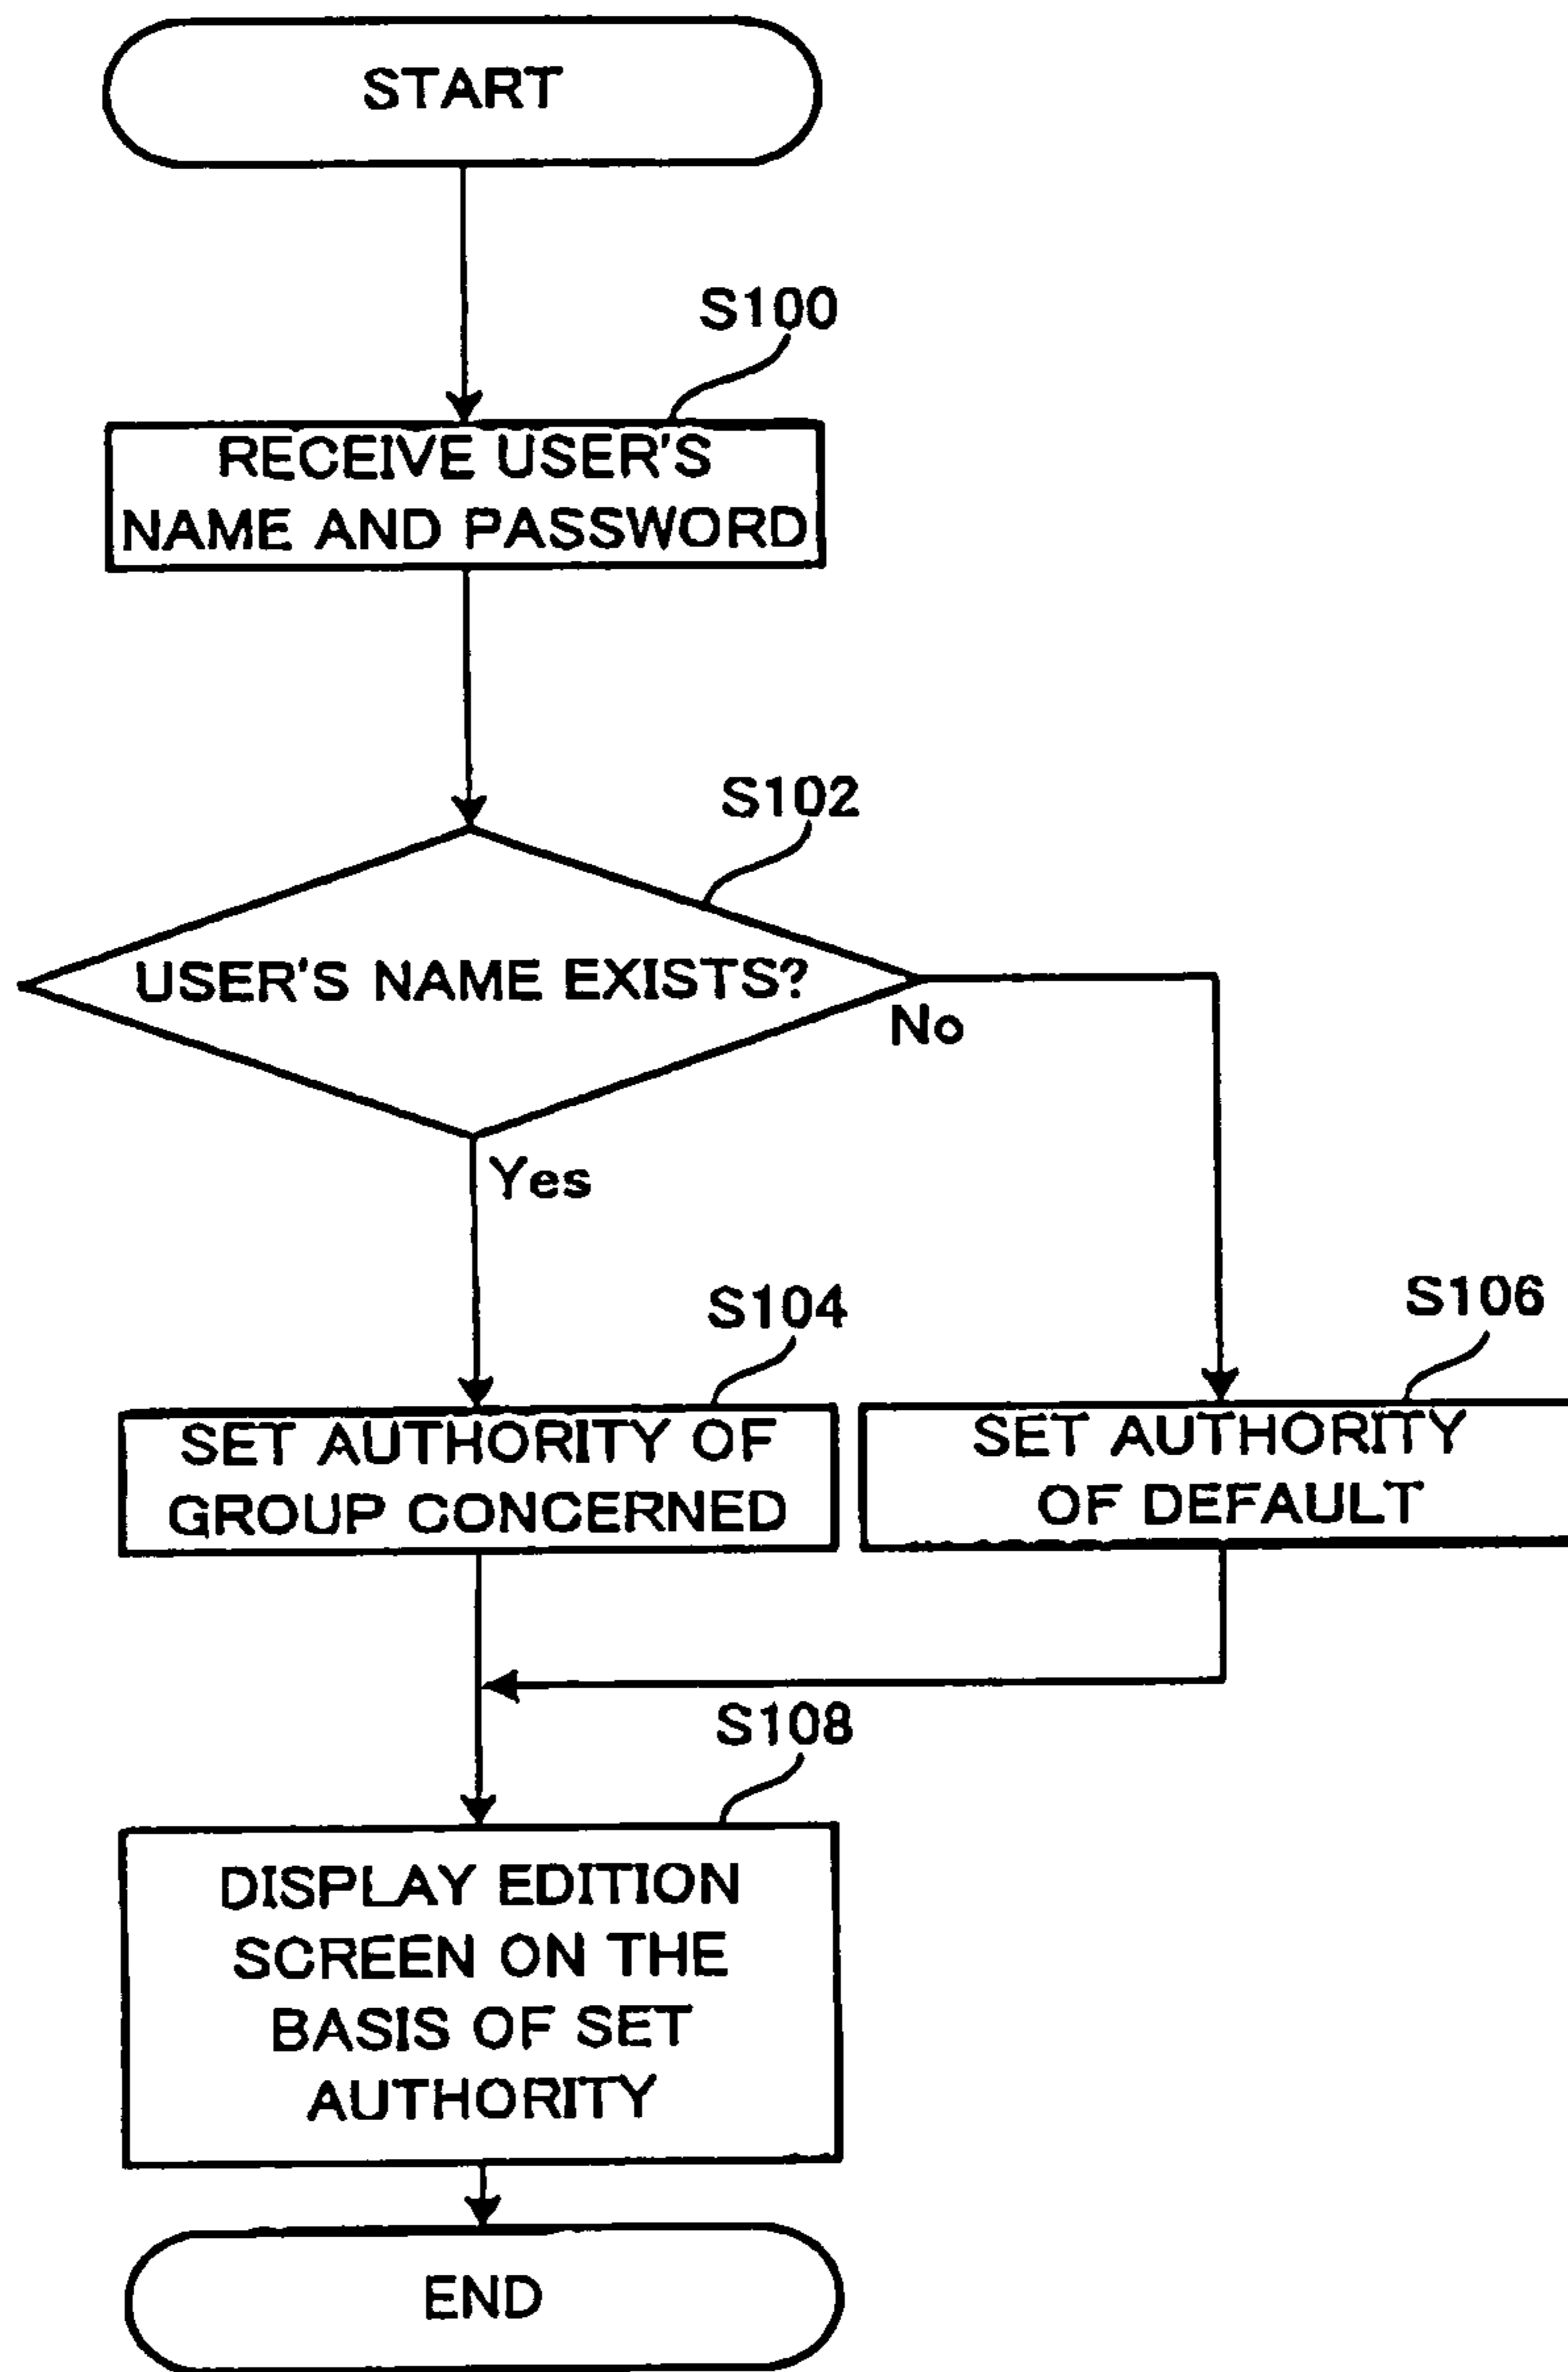 START
S100
RECEIVE USER'S
NAME AND PASSWORD
S102
USER'S NAME EXISTS?
No
Yes
S104
S106
SET AUTHORITY OF
GROUP CONCERNED
SET AUTHORITY
OF DEFAULT
S108
DISPLAY EDITION
SCREEN ON THE
BASIS OF SET
AUTHORITY
END